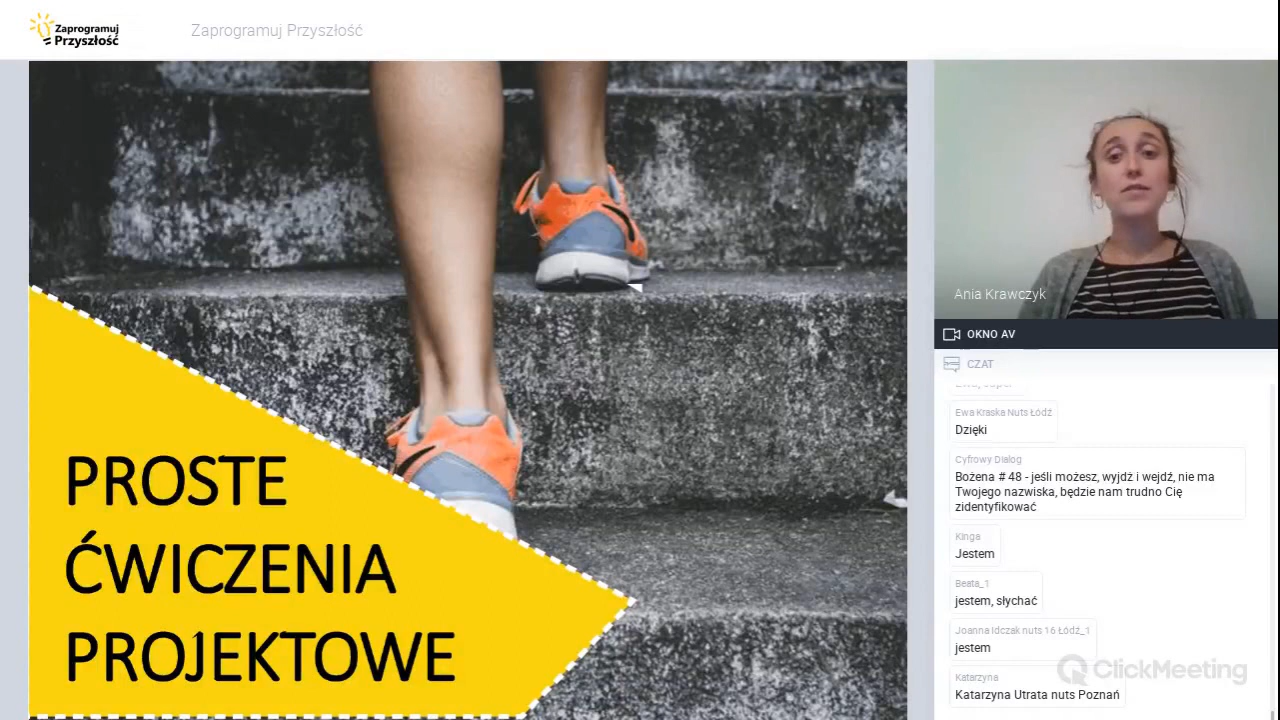 Zaprogramuj
Przyszłość
Zaprogramuj Przyszłość
PROSTE
ĆWICZENIA
PROJEKTOWE
Ania Krawczyk
OKNO AV
CZAT
Ewa Kraska Nuts Łódź
Dzięki
Cyfrowy Dialog
Bożena # 48 - jeśli możesz, wyjdź i wejdź, nie ma
Twojego nazwiska, będzie nam trudno Cię
zidentyfikować
Kinga
Jestem
Beata_1
jestem, słychać
Joanna Idczak nuts 16 Łódź_1
jestem
Katarzyna
Katarzyna Utrata nuts Poznań
ClickMeeting